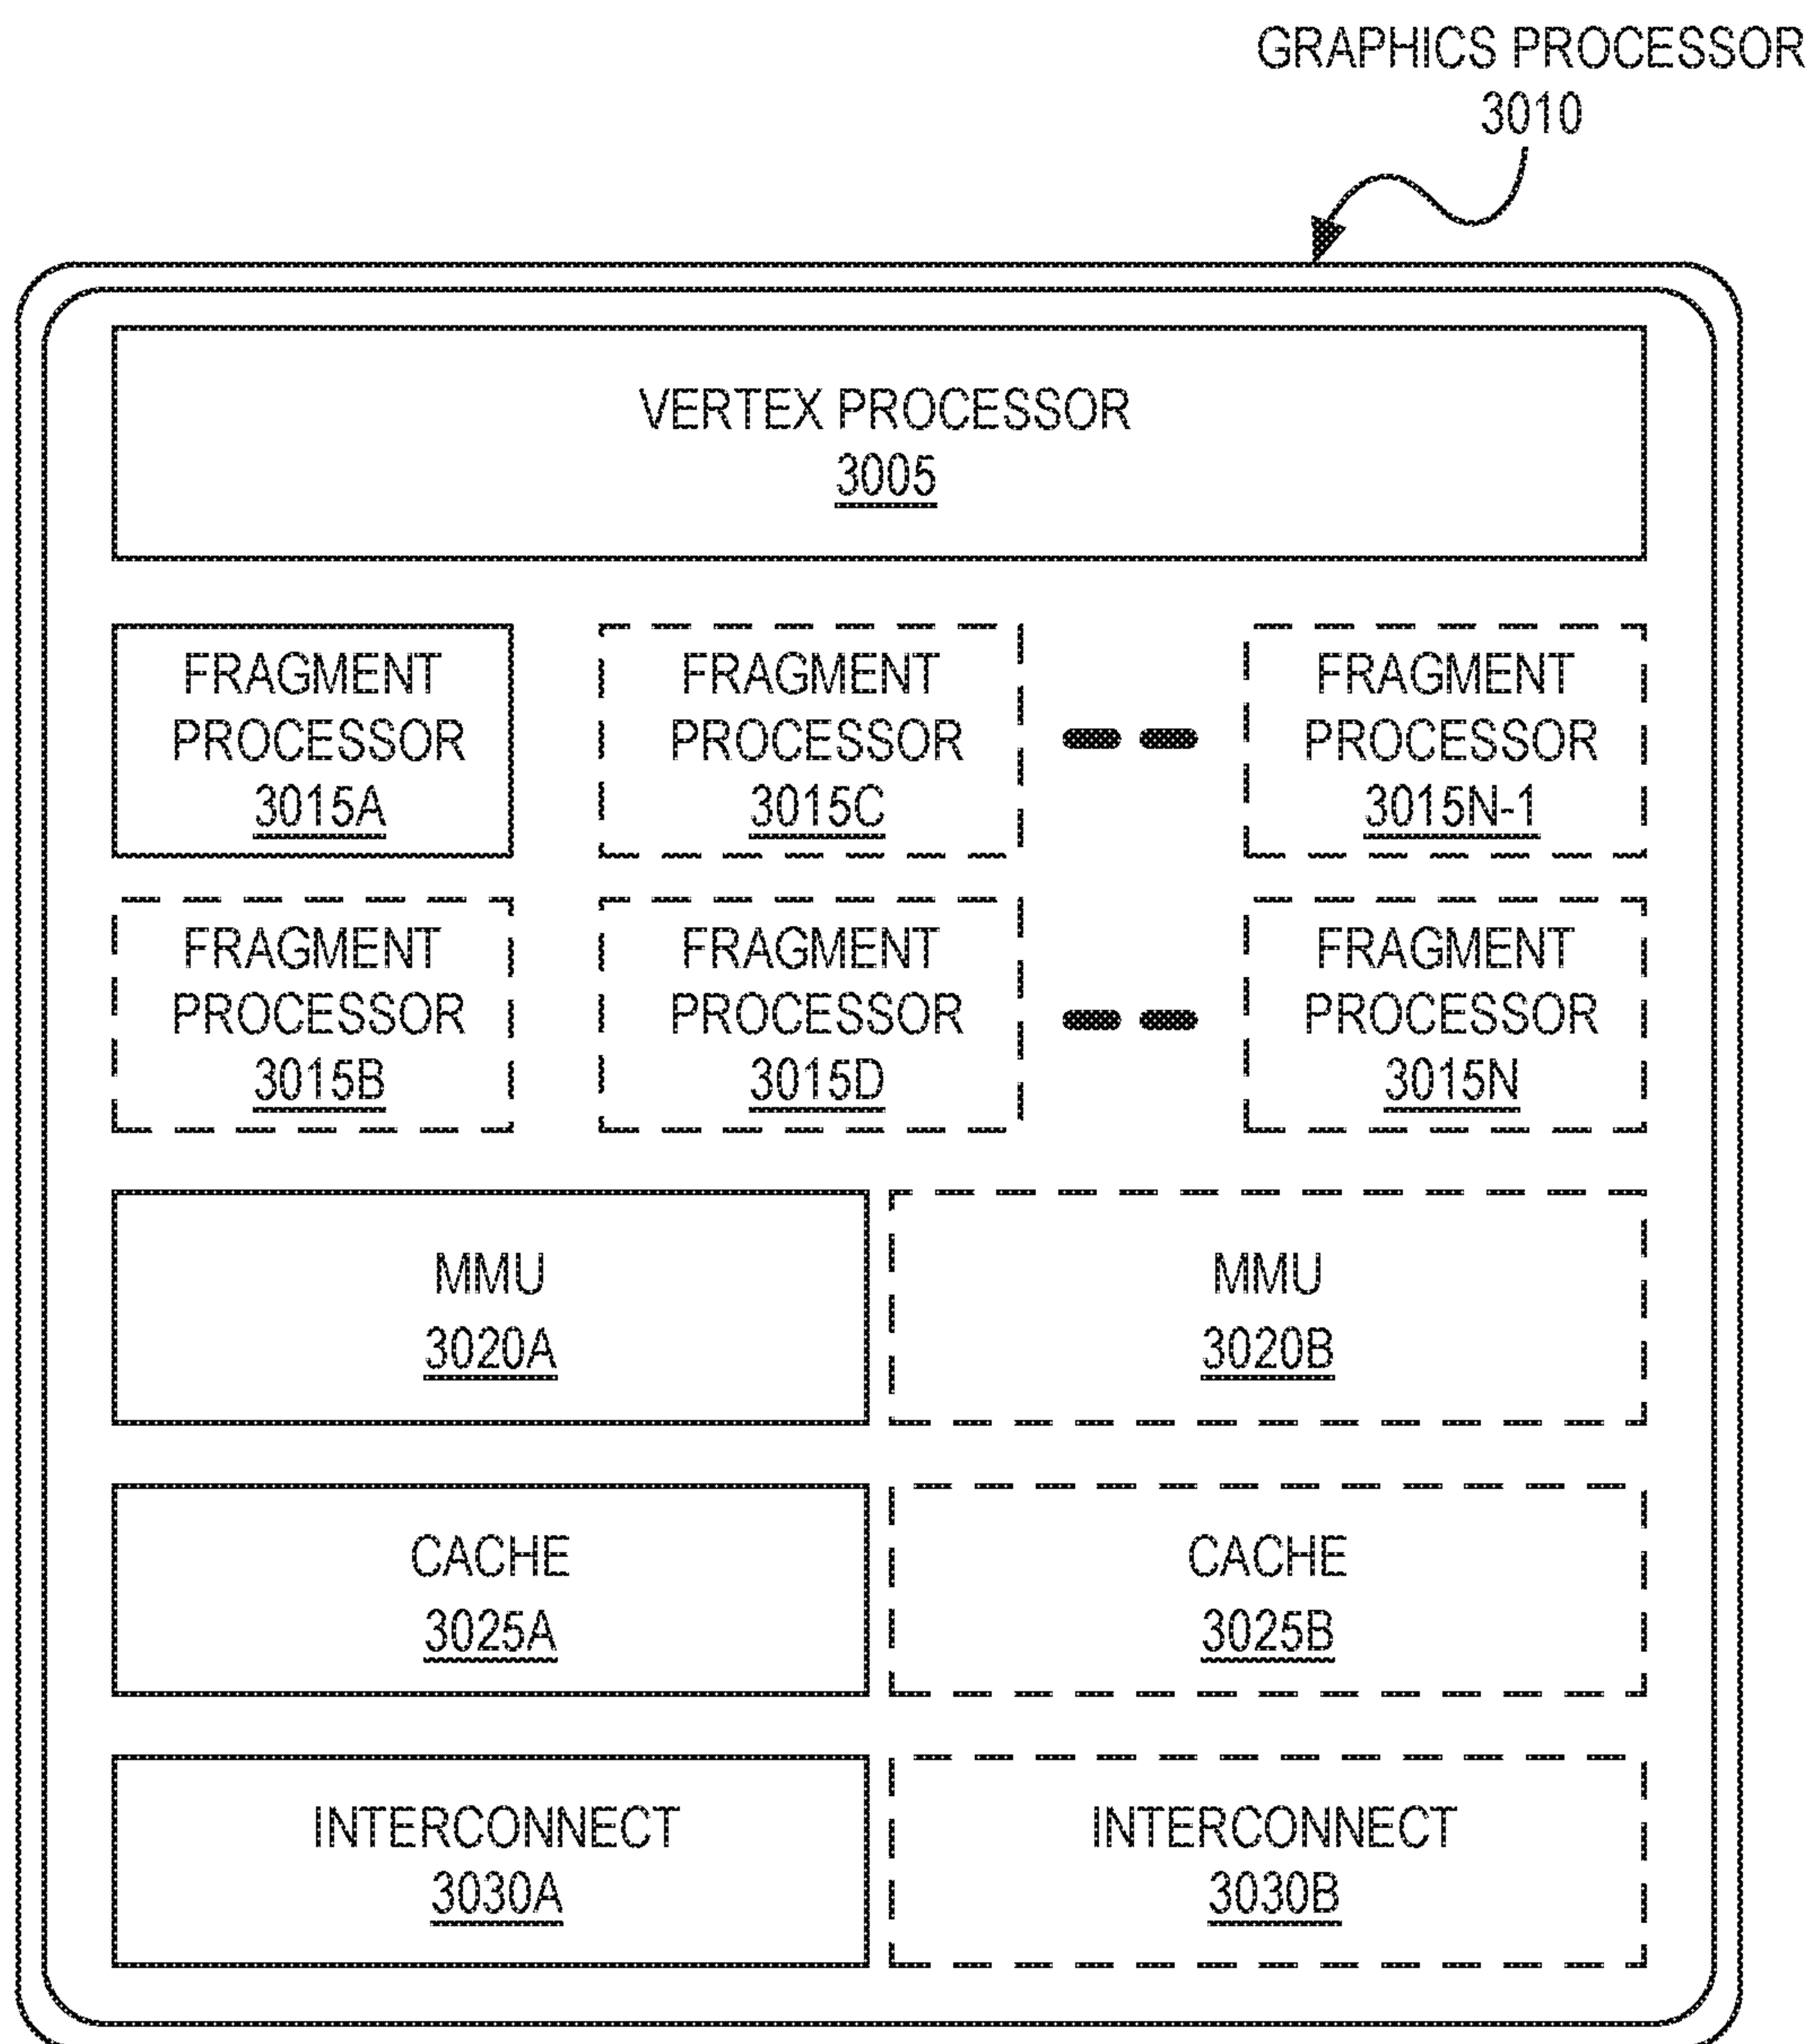 GRAPHICS PROCESSOR
3010
VERTEX PROCESSOR
3005
FRAGMENT
PROCESSOR
3015A
FRAGMENT
PROCESSOR
3015C
FRAGMENT
PROCESSOR
3015N-1
FRAGMENT
PROCESSOR
3015B
FRAGMENT
PROCESSOR
3015D
FRAGMENT
PROCESSOR
3015N
MMU
3020A
MMU
3020B
CACHE
3025A
CACHE
3025B
INTERCONNECT
3030A
INTERCONNECT
3030B